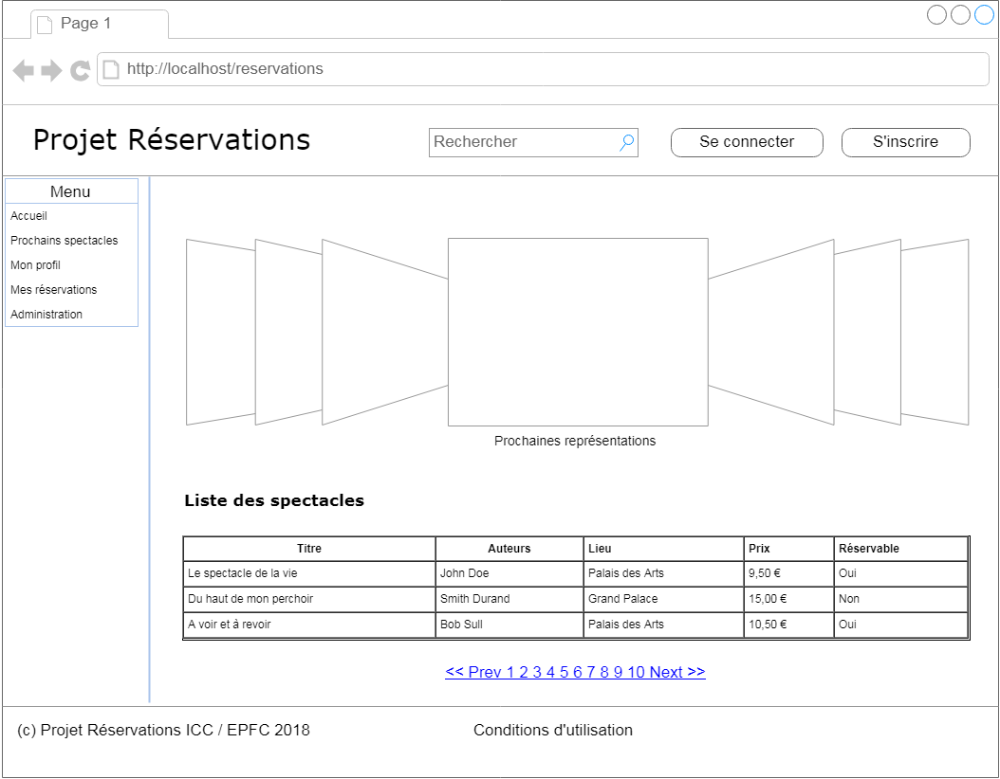 Page 1
http://localhost/reservations
Projet Réservations
Rechercher
Se connecter
S'inscrire
Menu
Accueil
Prochains spectacles
Mon profil
Mes réservations
Administration
Prochaines représentations
Liste des spectacles
Titre Auteurs Lieu Prix Réservable
Le spectacle de la vie John Doe Palais des Arts 9,50 € Oui
Du haut de mon perchoir Smith Durand Grand Palace 15,00 € Non
A voir et à revoir Bob Sull Palais des Arts 10,50 € Oui
<< Prev 1 2 3 4 5 6 7 8 9 10 Next >>
(c) Projet Réservations ICC / EPFC 2018
Conditions d'utilisation